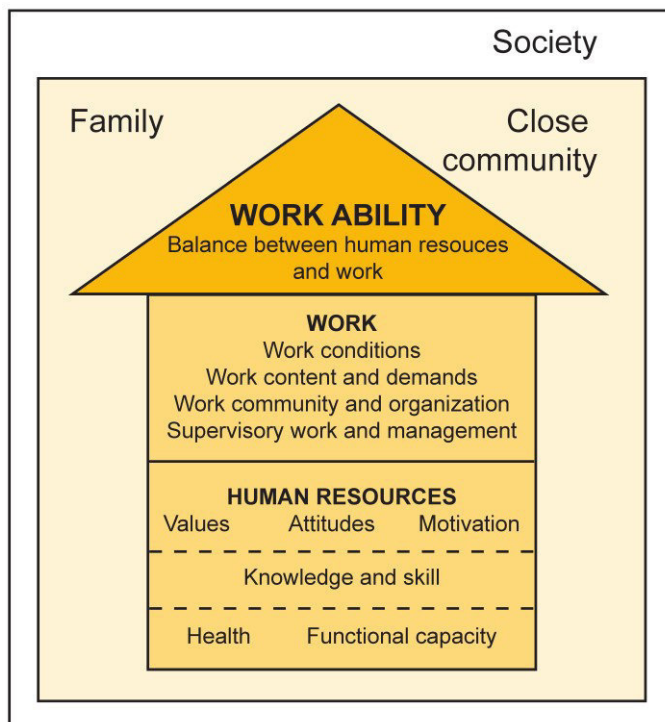 Society
Family
Close
community
WORK ABILITY
Balance between human resouces
and work
WORK
Work conditions
Work content and demands
Work community and organization
Supervisory work and management
HUMAN RESOURCES
Values Attitudes Motivation
Knowledge and skill
Health Functional capacity